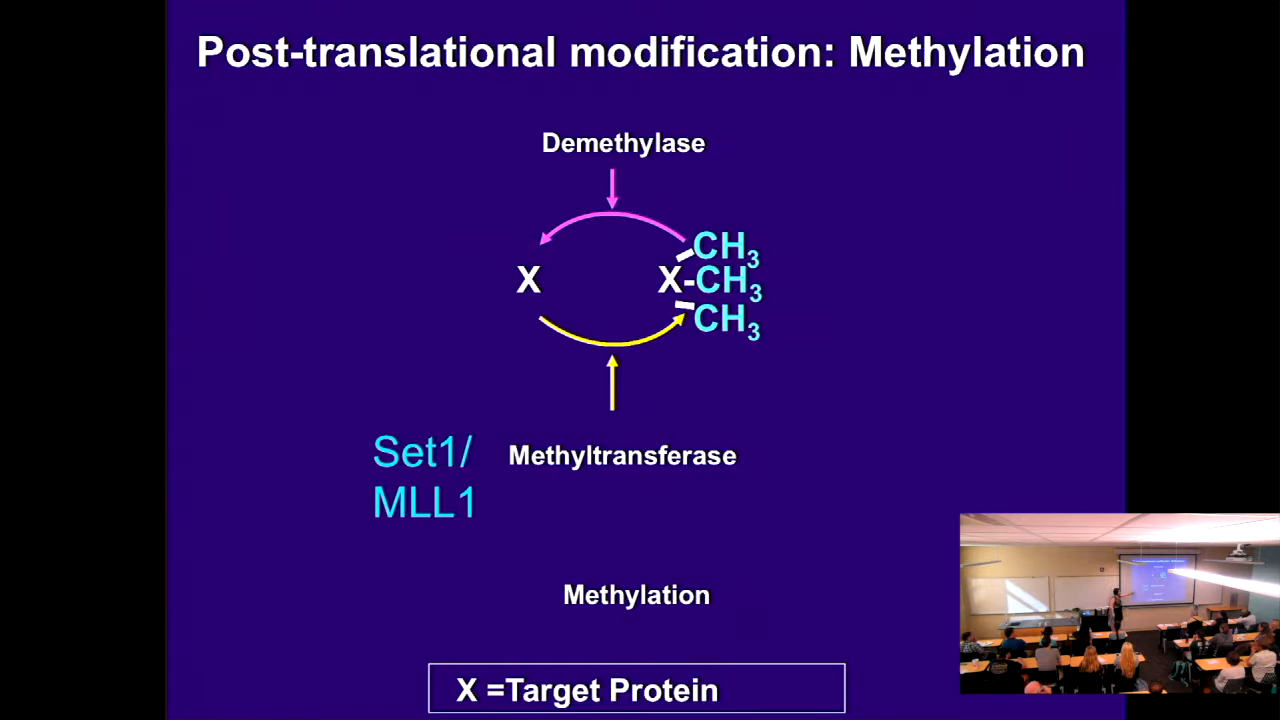 Post-translational modification: Methylation
Demethylase
CH3
X X-CH3
CH3
Set1/ Methyltransferase
MLL1
Methylation
X =Target Protein